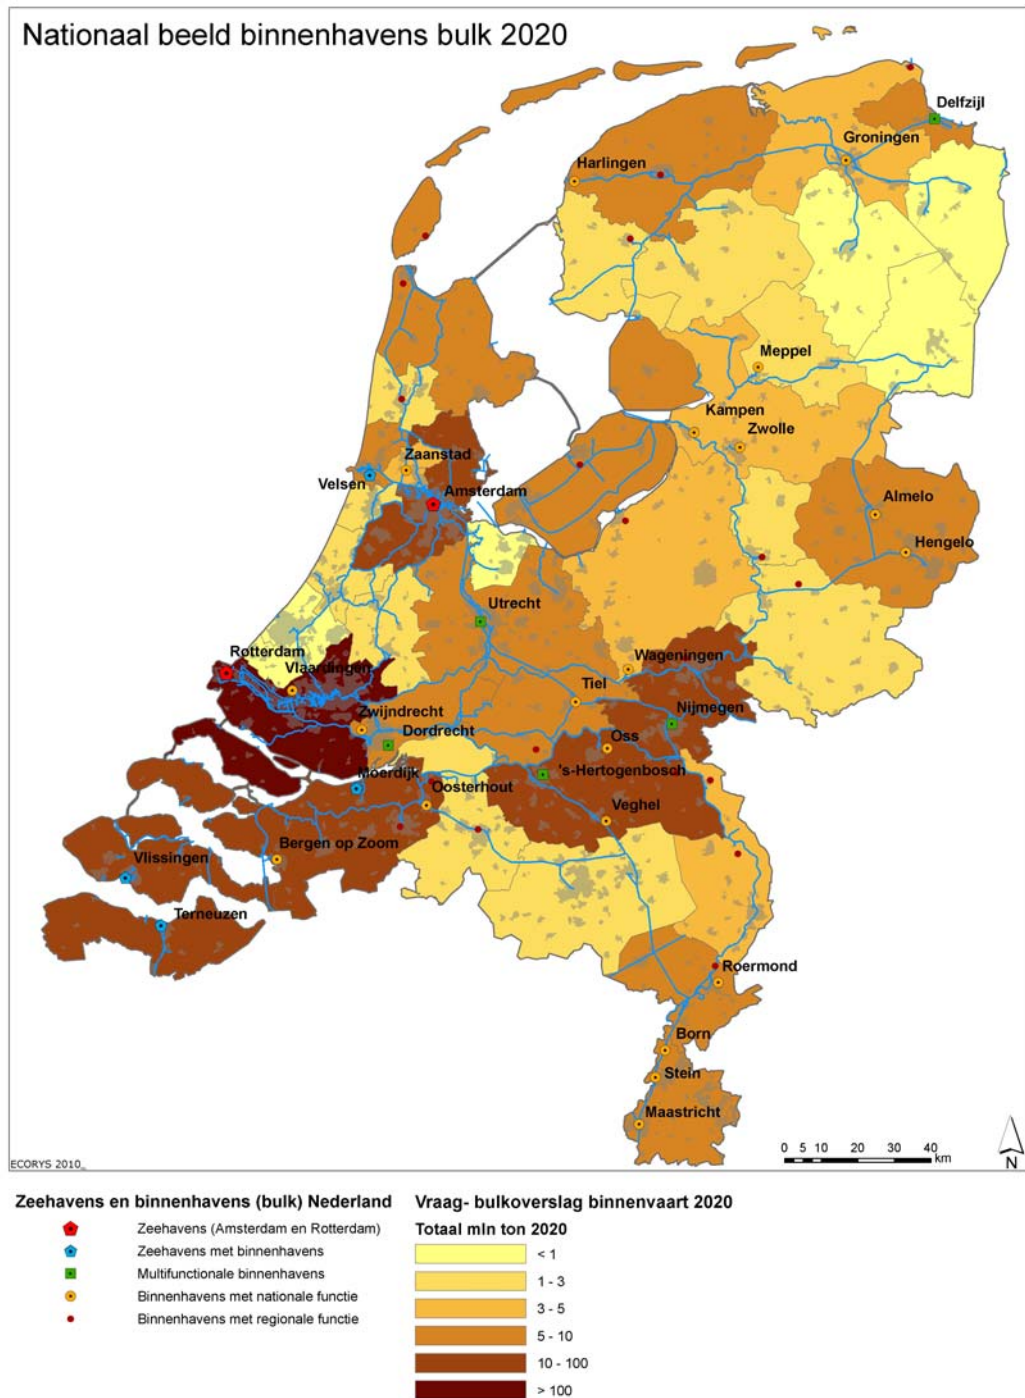 Nationaal beeld binnenhavens bulk 2020
Delfzijl
Groningen
Harlingen
Meppel
Kampen
Zwolle
Zaanstad
Velsen
Amsterdam
Almelo
Hengelo
Utrecht
Rotterdam
Vlaardingen
Wageningen
Tiel
Nijmegen
Zwijndrecht
Dordrecht
Oss
Moerdijk
's-Hertogenbosch
Oosterhout
Veghel
Bergen op Zoom
Vlissingen
Terneuzen
Roermond
Born
Stein
Maastricht
0 5 10 20 30 40
km
N
ECORYS 2010_
Zeehavens en binnenhavens (bulk) Nederland
Zeehavens (Amsterdam en Rotterdam)
Zeehavens met binnenhavens
Multifunctionale binnenhavens
Binnenhavens met nationale functie
Binnenhavens met regionale functie
Vraag- bulkoverslag binnenvaart 2020
Totaal mln ton 2020
< 1
1 - 3
3 - 5
5 - 10
10 - 100
> 100